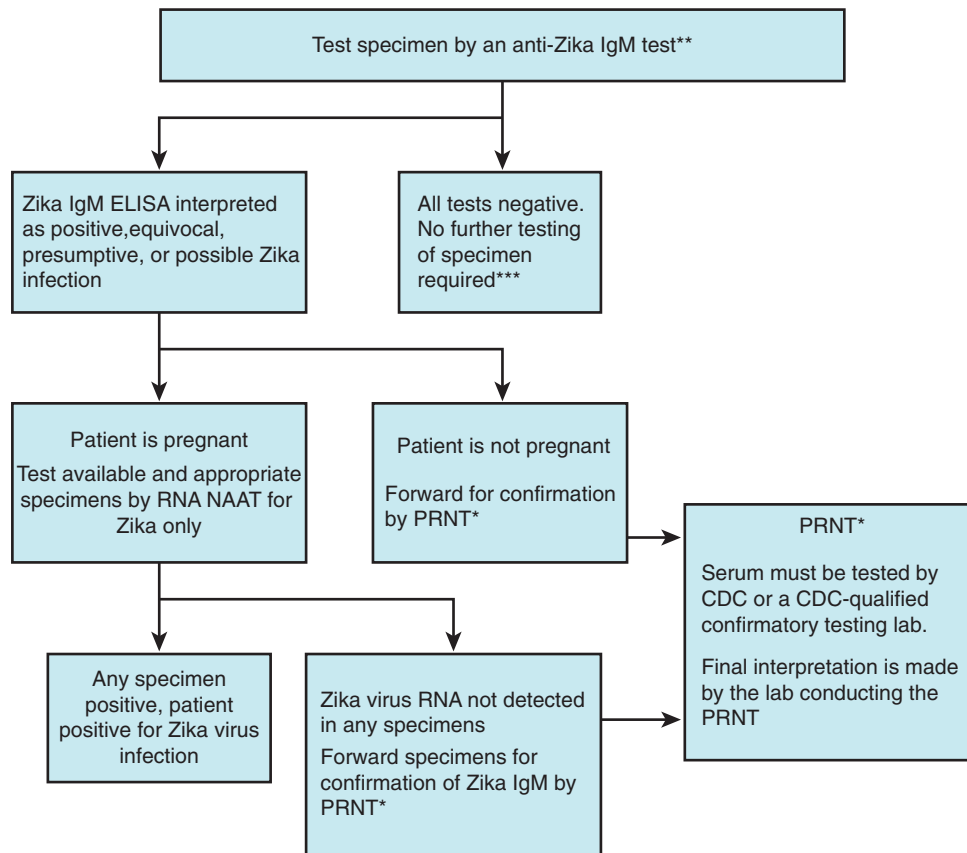 Test specimen by an anti-Zika IgM test**
Zika IgM ELISA interpreted
as positive,equivocal,
presumptive, or possible Zika
infection
All tests negative.
No further testing
of specimen
required***
Patient is pregnant
Test available and appropriate
specimens by RNA NAAT for
Zika only
Patient is not pregnant
Forward for confirmation
by PRNT*
PRNT*
Serum must be tested by
CDC or a CDC-qualified
confirmatory testing lab.
Final interpretation is made
by the lab conducting the
PRNT
Any specimen
positive, patient
positive for Zika virus
infection
Zika virus RNA not detected
in any specimens
Forward specimens for
confirmation of Zika IgM by
PRNT*